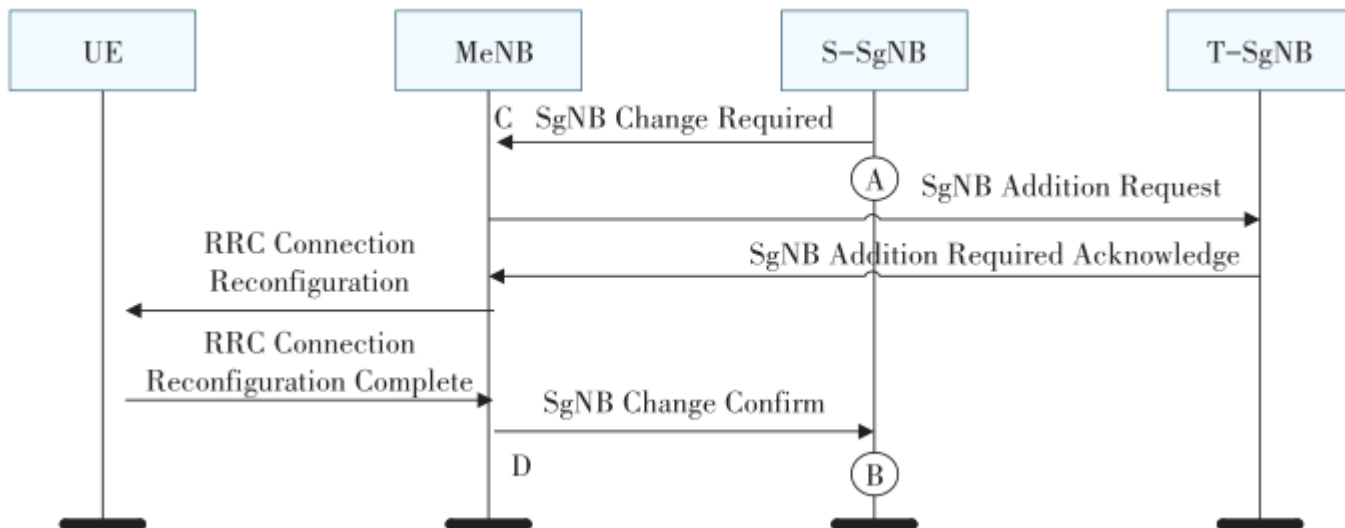 UE
MeNB
S-SgNB
T-SgNB
C
SgNB Change Required
A
SgNB Addition Request
RRC Connection
Reconfiguration
SgNB Addition Required Acknowledge
RRC Connection
Reconfiguration Complete
SgNB Change Confirm
D
B